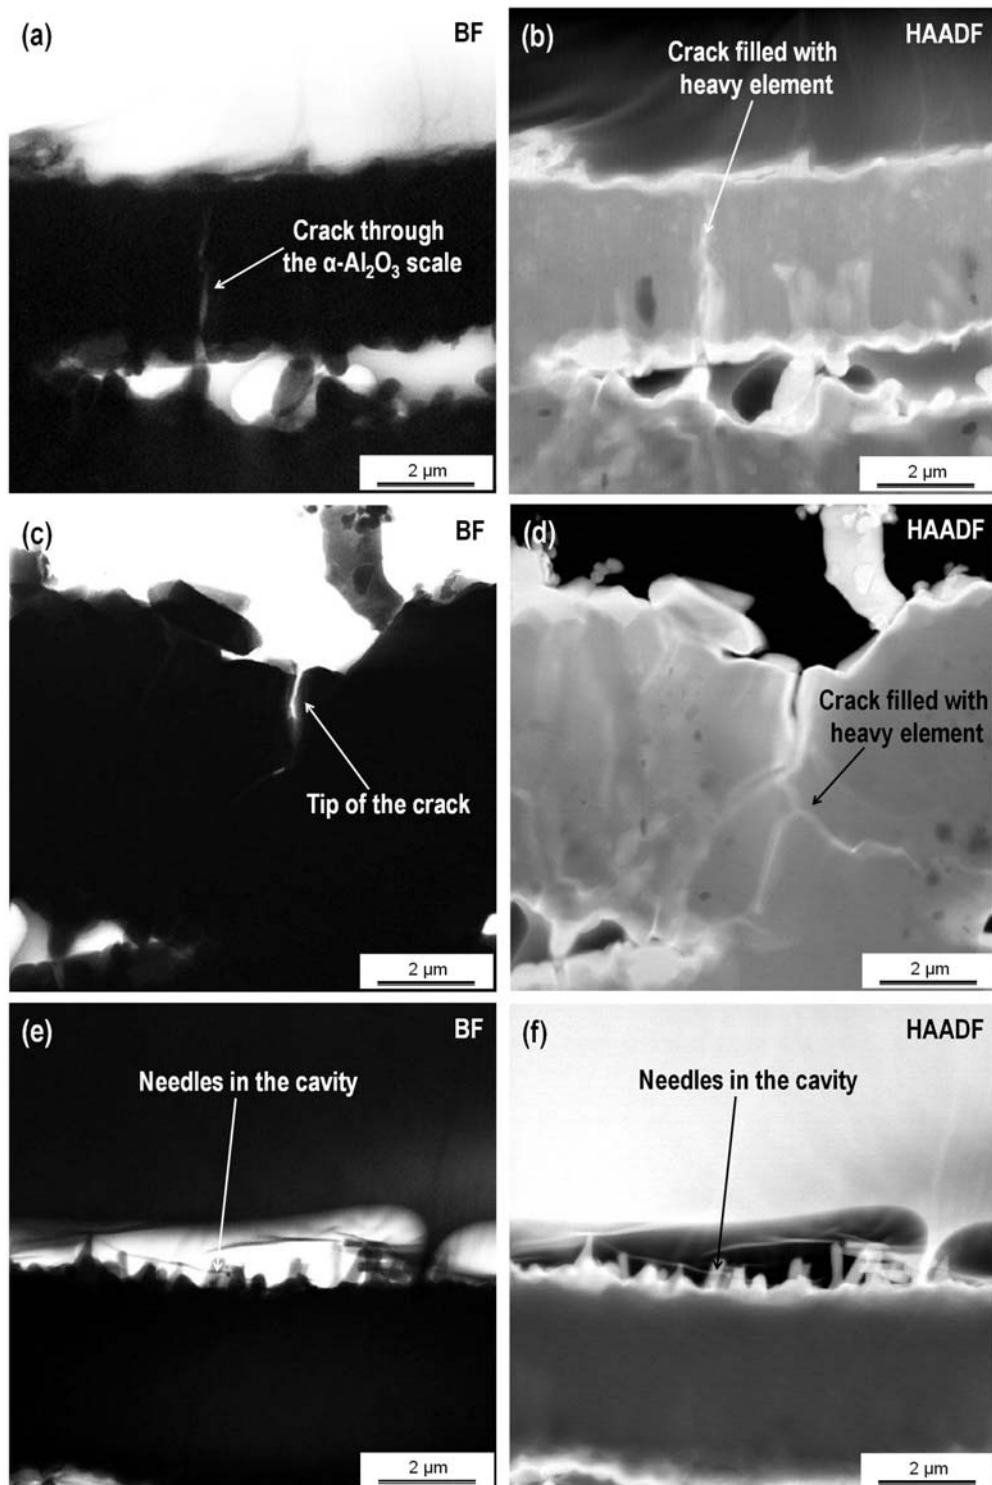 (a) BF
Crack through
the α-Al₂O₃ scale
2 µm
(b) HAADF
Crack filled with
heavy element
2 µm
(c) BF
Tip of the crack
2 µm
(d) HAADF
Crack filled with
heavy element
2 µm
(e) BF
Needles in the cavity
2 µm
(f) HAADF
Needles in the cavity
2 µm